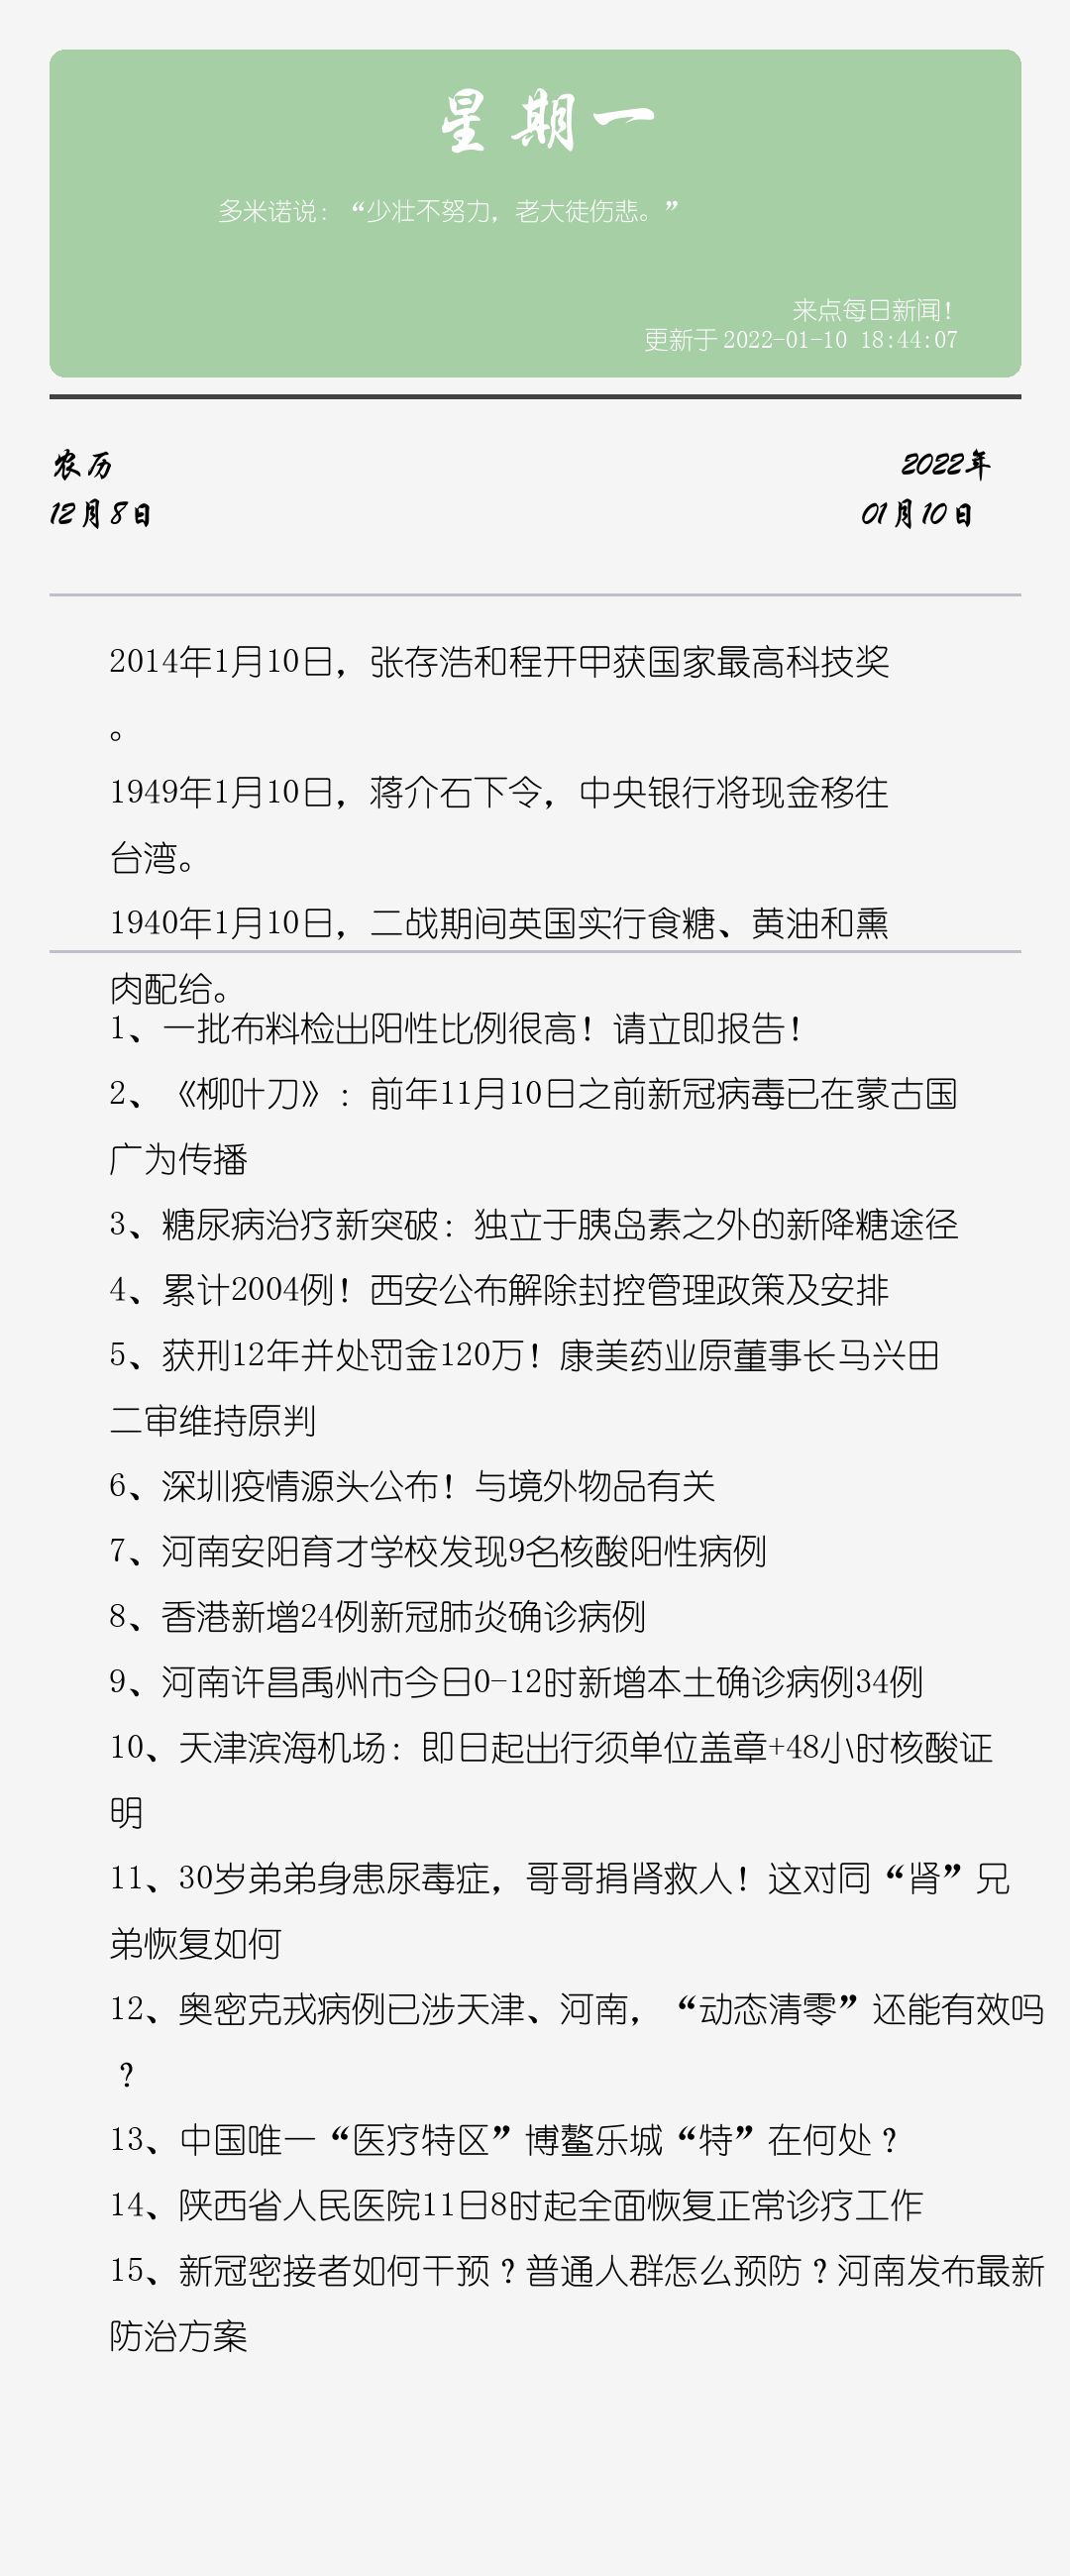 星期一
多米诺说：“少壮不努力，老大徒伤悲。”
来点每日新闻！
更新于 2022-01-10 18:44:07
农历
2022年
12月8日
01月10日
2014年1月10日，张存浩和程开甲获国家最高科技奖
。
1949年1月10日，蒋介石下令，中央银行将现金移往
台湾。
1940年1月10日，二战期间英国实行食糖、黄油和熏
肉配给。
1、一批布料检出阳性比例很高！请立即报告！
2、《柳叶刀》：前年11月10日之前新冠病毒已在蒙古国
广为传播
3、糖尿病治疗新突破：独立于胰岛素之外的新降糖途径
4、累计2004例！西安公布解除封控管理政策及安排
5、获刑12年并处罚金120万！康美药业原董事长马兴田
二审维持原判
6、深圳疫情源头公布！与境外物品有关
7、河南安阳育才学校发现9名核酸阳性病例
8、香港新增24例新冠肺炎确诊病例
9、河南许昌禹州市今日0-12时新增本土确诊病例34例
10、天津滨海机场：即日起出行须单位盖章+48小时核酸证
明
11、30岁弟弟身患尿毒症，哥哥捐肾救人！这对同“肾”兄
弟恢复如何
12、奥密克戎病例已涉天津、河南，“动态清零”还能有效吗
？
13、中国唯一“医疗特区”博鳌乐城“特”在何处？
14、陕西省人民医院11日8时起全面恢复正常诊疗工作
15、新冠密接者如何干预？普通人群怎么预防？河南发布最新
防治方案